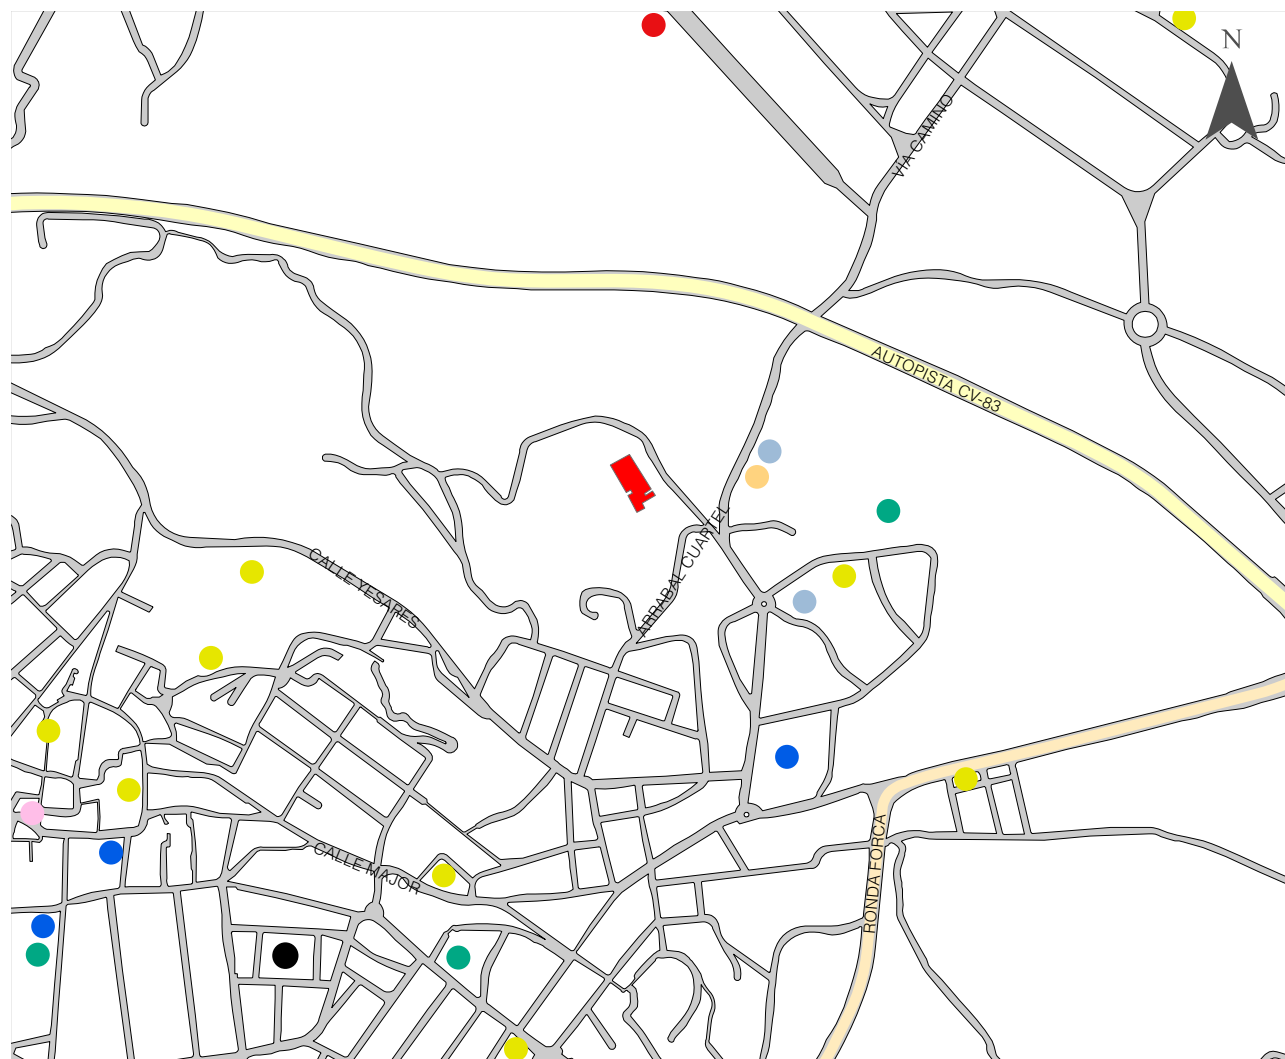 N
VIA CAMINO
AUTOPISTA CV-83
ARRABAL CUARTEL
CALLE YESARES
CALLE MAJOR
RONDA FORCA